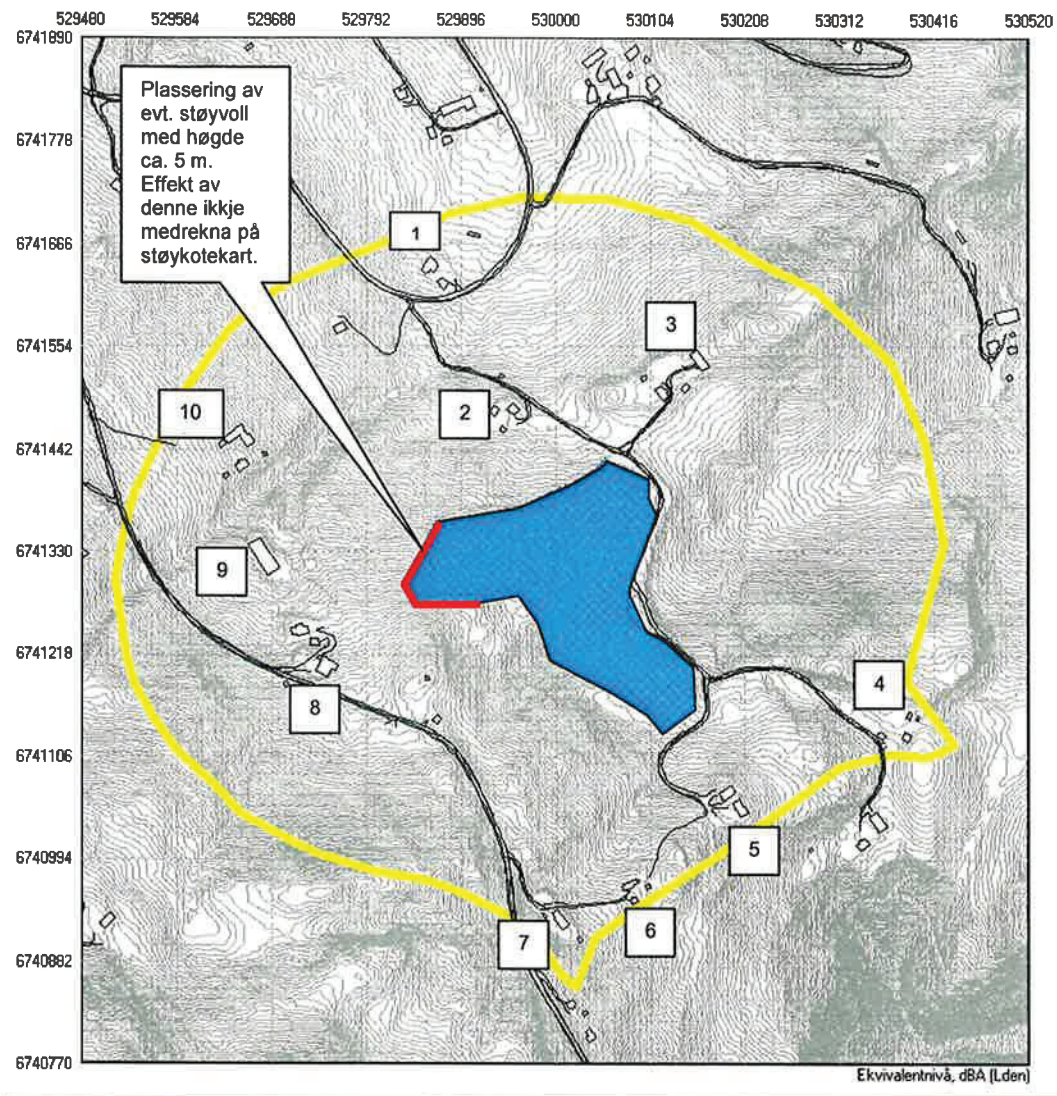 529480 529584 529688 529792 529896 530000 530104 530208 530312 530416 530520
6741890
Plassering av
evt. støyvoll
med høgde
ca. 5 m.
Effekt av
denne ikkje
medrekna på
støykotekart.
6741778
6741666
1
6741554
3
10
2
6741442
6741330
9
6741218
4
8
6741106
5
6740994
6
7
6740882
6740770
Ekvivalentnivå, dBA (Lden)